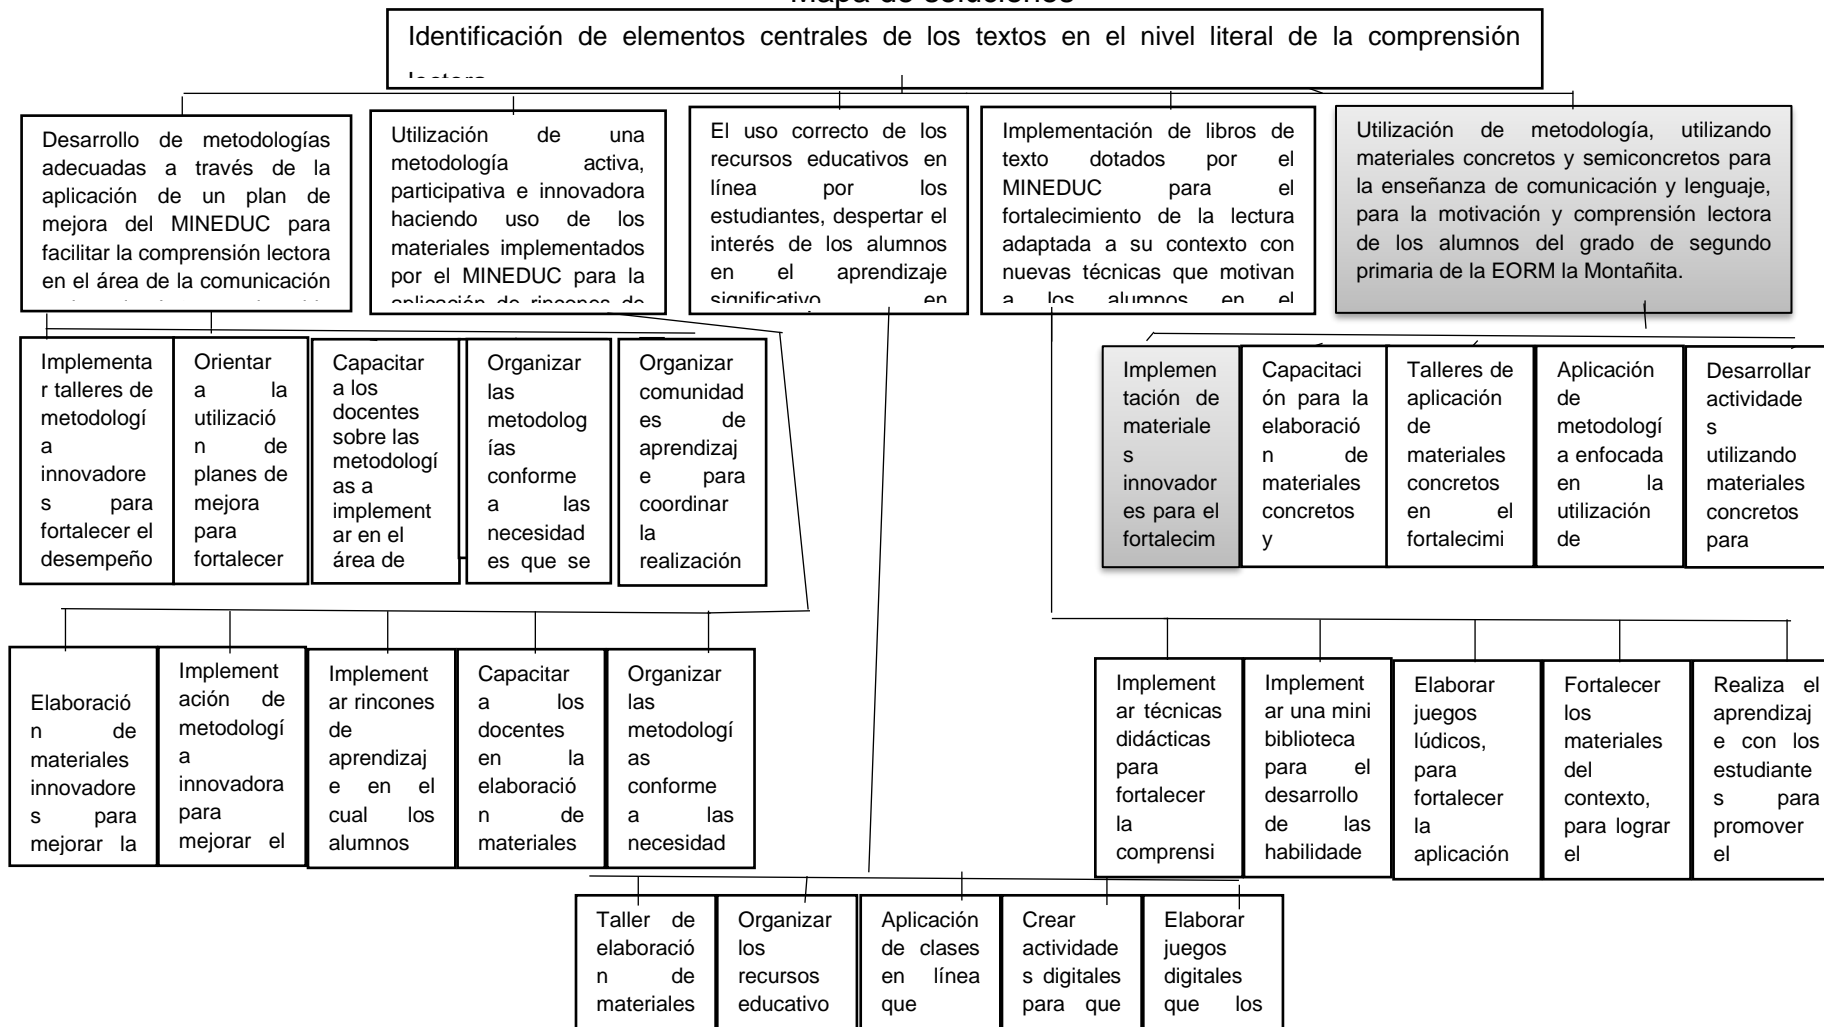 Mapa de soluciones
Identificación de elementos centrales de los textos en el nivel literal de la comprensión
lectora
Desarrollo de metodologías
adecuadas a través de la
aplicación de un plan de
mejora del MINEDUC para
facilitar la comprensión lectora
en el área de la comunicación
Utilización de una
metodología activa,
participativa e innovadora
haciendo uso de los
materiales implementados
por el MINEDUC para la
aplicación de rincones de
El uso correcto de los
recursos educativos en
línea por los
estudiantes, despertar el
interés de los alumnos
en el aprendizaje
significativo en
Implementación de libros de
texto dotados por el
MINEDUC para el
fortalecimiento de la lectura
adaptada a su contexto con
nuevas técnicas que motivan
a los alumnos en el
Utilización de metodología, utilizando
materiales concretos y semiconcretos para
la enseñanza de comunicación y lenguaje,
para la motivación y comprensión lectora
de los alumnos del grado de segundo
primaria de la EORM la Montañita.
Implementa
r talleres de
metodologí
a
innovadore
s para
fortalecer el
desempeño
Orientar
a la
utilizació
n de
planes de
mejora
para
fortalecer
Capacitar
a los
docentes
sobre las
metodologí
as a
implement
ar en el
área de
Organizar
las
metodolog
ías
conforme
a las
necesidad
es que se
Organizar
comunidad
es de
aprendizaj
e para
coordinar
la
realización
Implemen
tación de
materiale
s
innovador
es para el
fortalecim
Capacitaci
ón para la
elaboració
n de
materiales
concretos
y
Talleres de
aplicación
de
materiales
concretos
en el
fortalecimi
Aplicación
de
metodologí
a enfocada
en la
utilización
de
Desarrollar
actividade
s
utilizando
materiales
concretos
para
Elaboració
n de
materiales
innovadore
s para
mejorar la
Implement
ación de
metodologí
a
innovadora
para
mejorar el
Implement
ar rincones
de
aprendizaj
e en el
cual los
alumnos
Capacitar
a los
docentes
en la
elaboració
n de
materiales
Organizar
las
metodologí
as
conforme
a las
necesidad
Implement
ar técnicas
didácticas
para
fortalecer
la
comprensi
Implement
ar una mini
biblioteca
para el
desarrollo
de las
habilidade
Elaborar
juegos
lúdicos,
para
fortalecer
la
aplicación
Fortalecer
los
materiales
del
contexto,
para lograr
el
Realiza el
aprendizaj
e con los
estudiante
s para
promover
el
Taller de
elaboració
n de
materiales
Organizar
los
recursos
educativo
Aplicación
de clases
en línea
que
Crear
actividade
s digitales
para que
Elaborar
juegos
digitales
que los